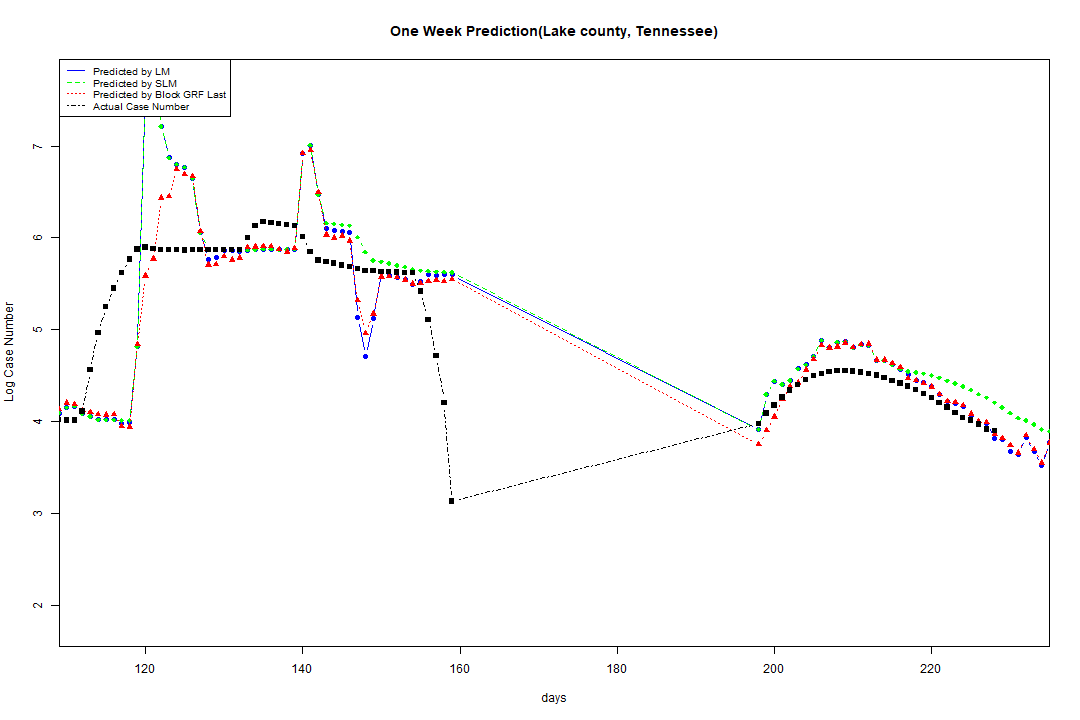 One Week Prediction(Lake county, Tennessee)
Predicted by LM
Predicted by SLM
Predicted by Block GRF Last
Actual Case Number
Log Case Number
7
6
5
4
3
2
120 140 160 180 200 220
days